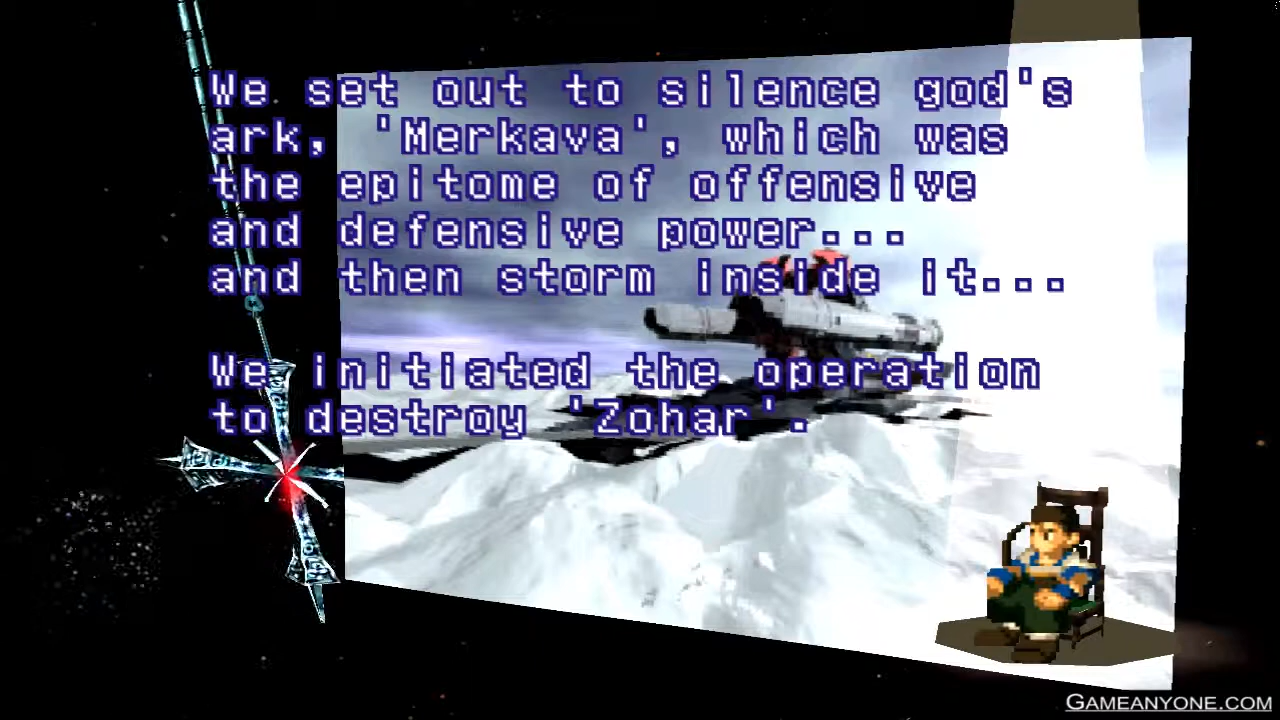 We set out to silence god's
ark, 'Merkava', which was
the epitome of offensive
and defensive power...
and then storm inside it...
We initiated the operation
to destroy 'Zohar'.
GAMEANYONE.COM